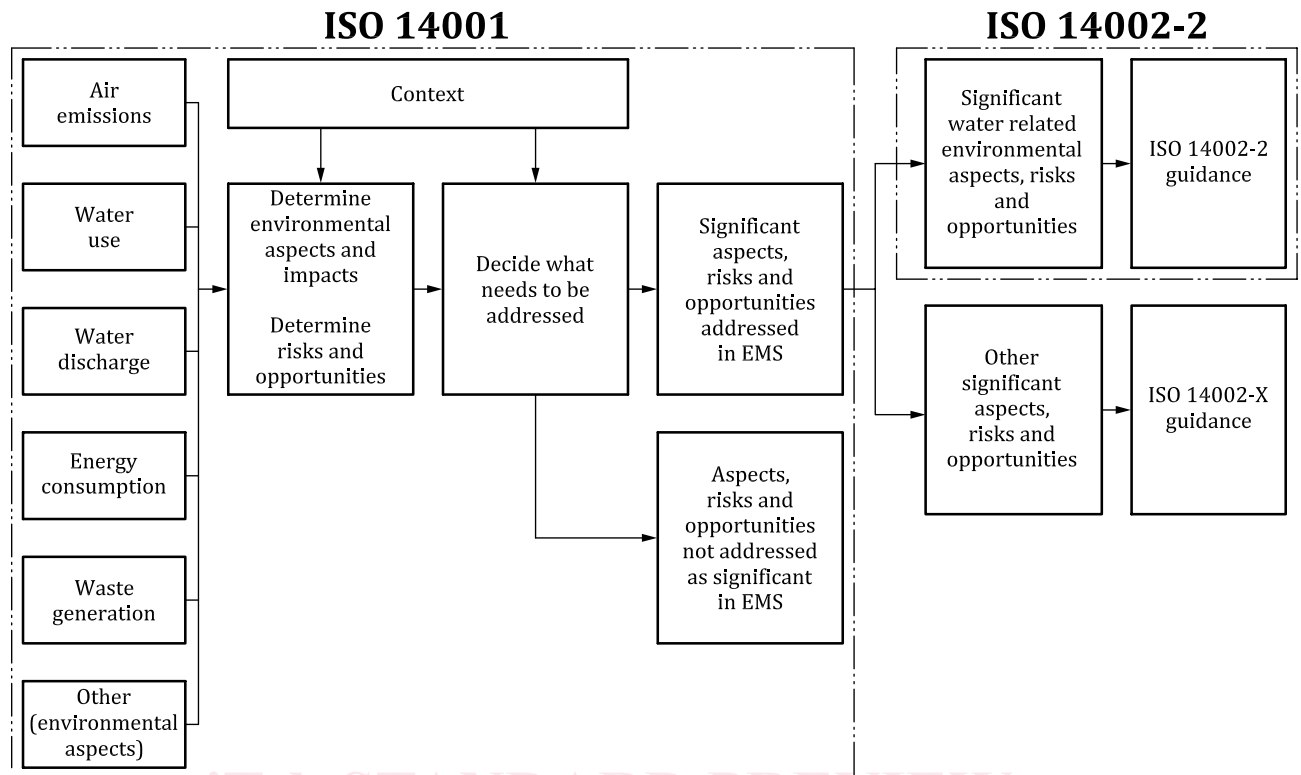 ISO 14001
ISO 14002-2
Air
emissions
Water
use
Water
discharge
Energy
consumption
Waste
generation
Other
(environmental
aspects)
Context
Determine
environmental
aspects and
impacts
Determine
risks and
opportunities
Decide what
needs to be
addressed
Significant
aspects,
risks and
opportunities
addressed
in EMS
Aspects,
risks and
opportunities
not addressed
as significant
in EMS
Significant
water related
environmental
aspects, risks
and
opportunities
ISO 14002-2
guidance
Other
significant
aspects,
risks and
opportunities
ISO 14002-X
guidance